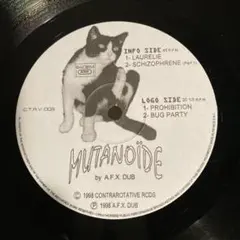 INFO SIDE
1- LAURELIE
2- SCHIZOPHRENE
C.T.R.V 009
LOGO SIDE
1- PROHIBITION
2- BUG PARTY
MUTANOÏDE
by A.F.X. DUB
© 1998 CONTRAROTATIVE RCDS
Ⓟ 1998 A.F.X. DUB